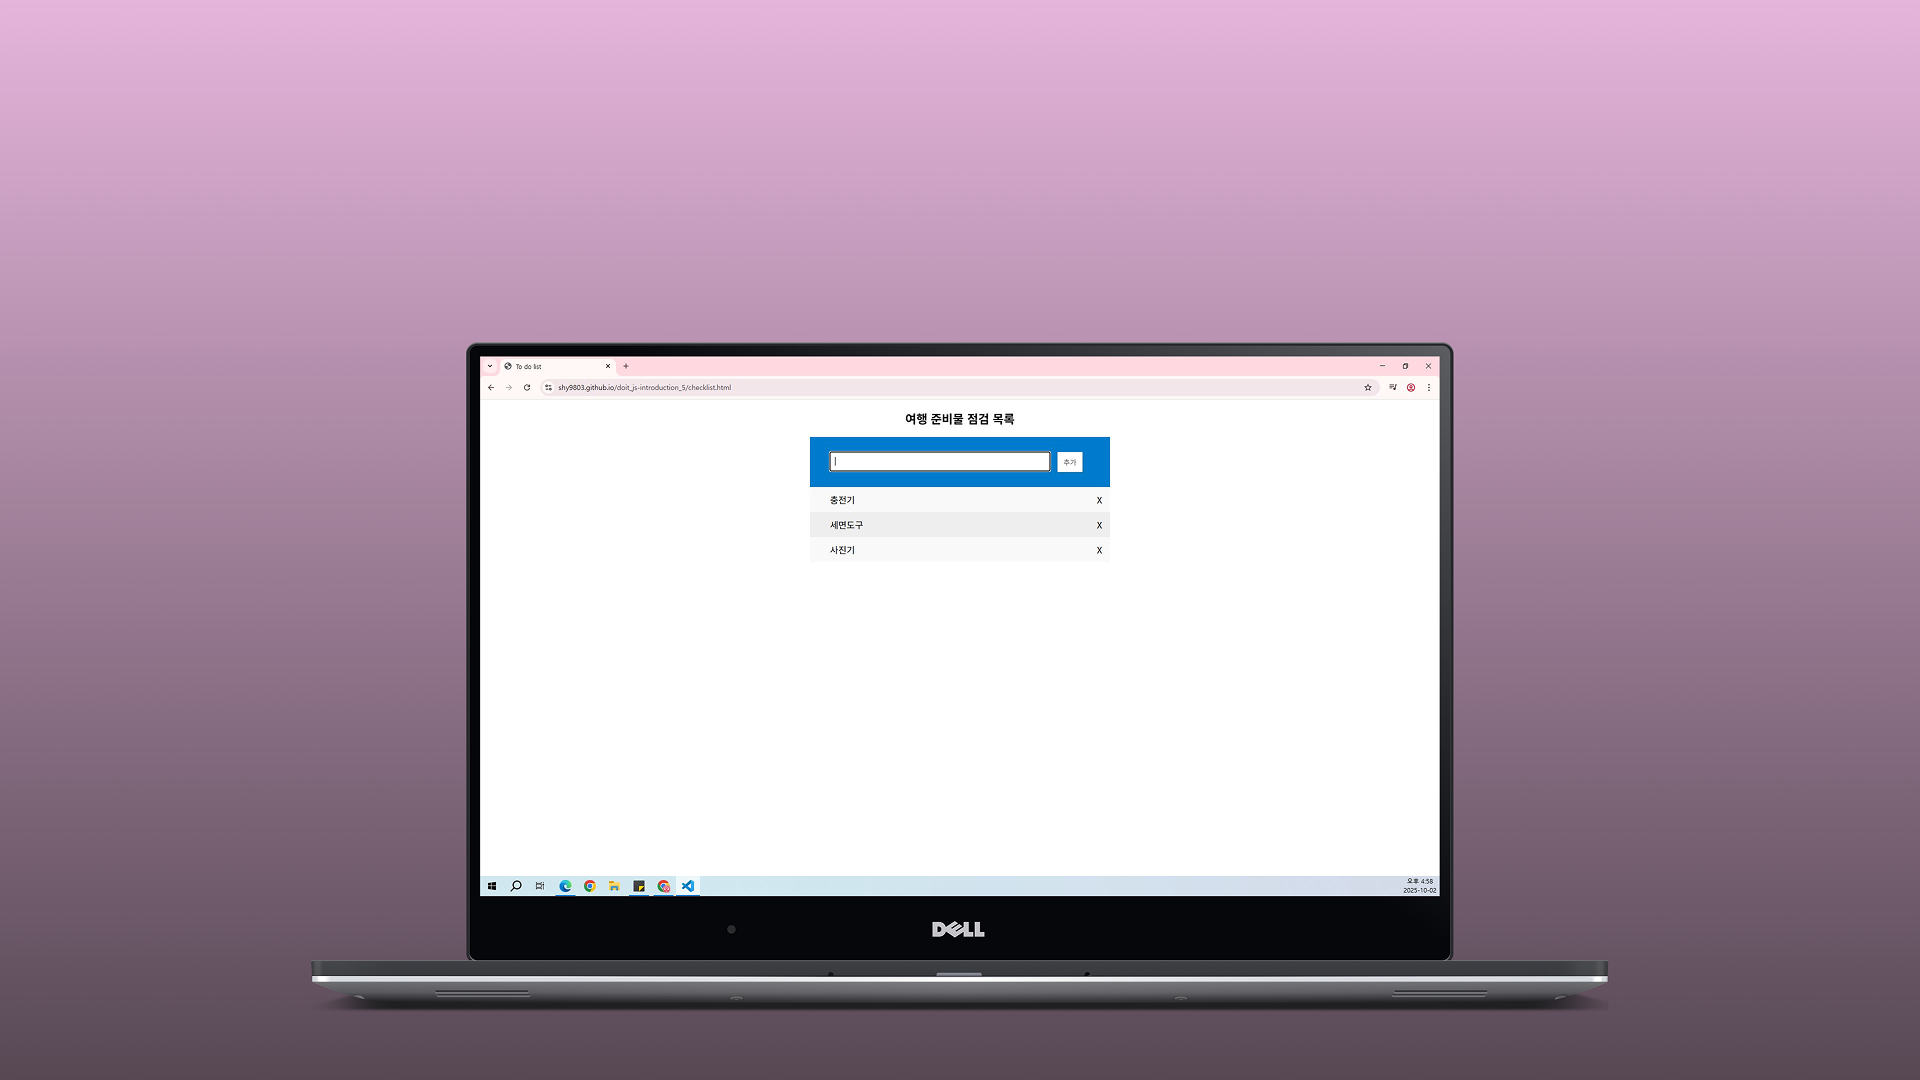 To do list
shy9803.github.io/doit_js-introduction_5/checklist.html
여행 준비물 점검 목록
추가
충전기 X
세면도구 X
사진기 X
오후 4:58
2025-10-02
DELL